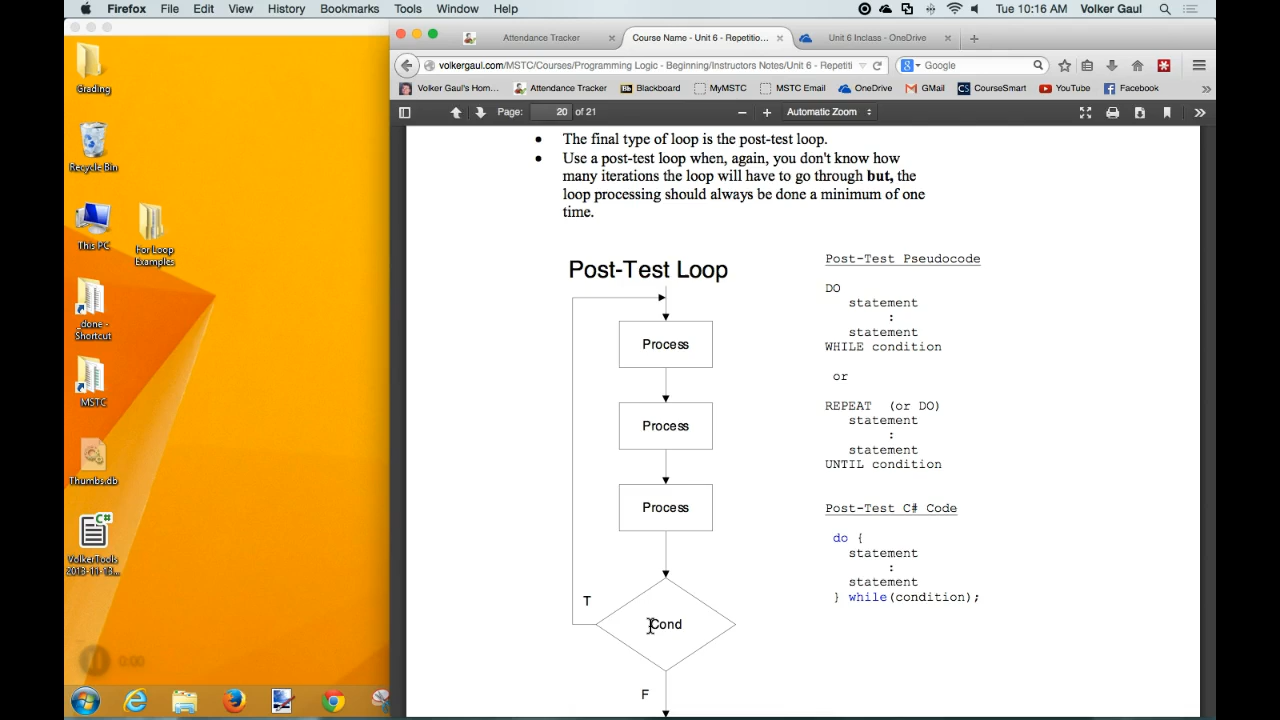 Firefox File Edit View History Bookmarks Tools Window Help Tue 10:16 AM Volker Gaul
Attendance Tracker × Course Name - Unit 6 - Repetitio... × Unit 6 Inclass - OneDrive × +
volkergaul.com/MSTC/Courses/Programming Logic - Beginning/Instructors Notes/Unit 6 - Repetiti Google
Volker Gaul's Hom... Attendance Tracker Blackboard MyMSTC MSTC Email OneDrive GMail CourseSmart YouTube Facebook »
Page: 20 of 21 Automatic Zoom »
Grading
Recycle Bin
This PC
For Loop
Examples
_done -
Shortcut
MSTC
Thumbs.db
VolkerTools
2013-11-13...
0:00
• The final type of loop is the post-test loop.
• Use a post-test loop when, again, you don't know how
many iterations the loop will have to go through but, the
loop processing should always be done a minimum of one
time.
Post-Test Loop
Process
Process
Process
T
Cond
F
Post-Test Pseudocode
DO
statement
:
statement
WHILE condition
or
REPEAT (or DO)
statement
:
statement
UNTIL condition
Post-Test C# Code
do {
statement
:
statement
} while(condition);